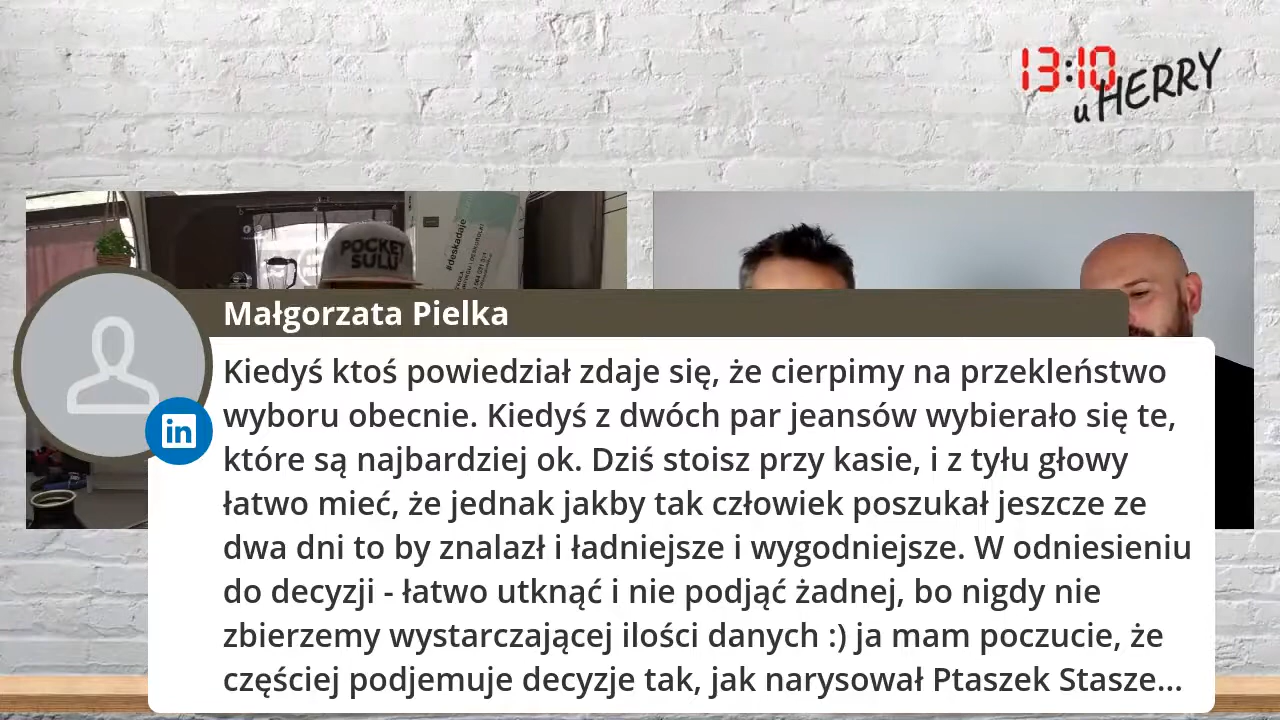 13:10
u HERRY
POCKET
SULU
#deskadaje
Małgorzata Pielka
Kiedyś ktoś powiedział zdaje się, że cierpimy na przekleństwo
wyboru obecnie. Kiedyś z dwóch par jeansów wybierało się te,
które są najbardziej ok. Dziś stoisz przy kasie, i z tyłu głowy
łatwo mieć, że jednak jakby tak człowiek poszukał jeszcze ze
dwa dni to by znalazł i ładniejsze i wygodniejsze. W odniesieniu
do decyzji - łatwo utknąć i nie podjąć żadnej, bo nigdy nie
zbierzemy wystarczającej ilości danych :) ja mam poczucie, że
częściej podjemuje decyzje tak, jak narysował Ptaszek Stasze...
in